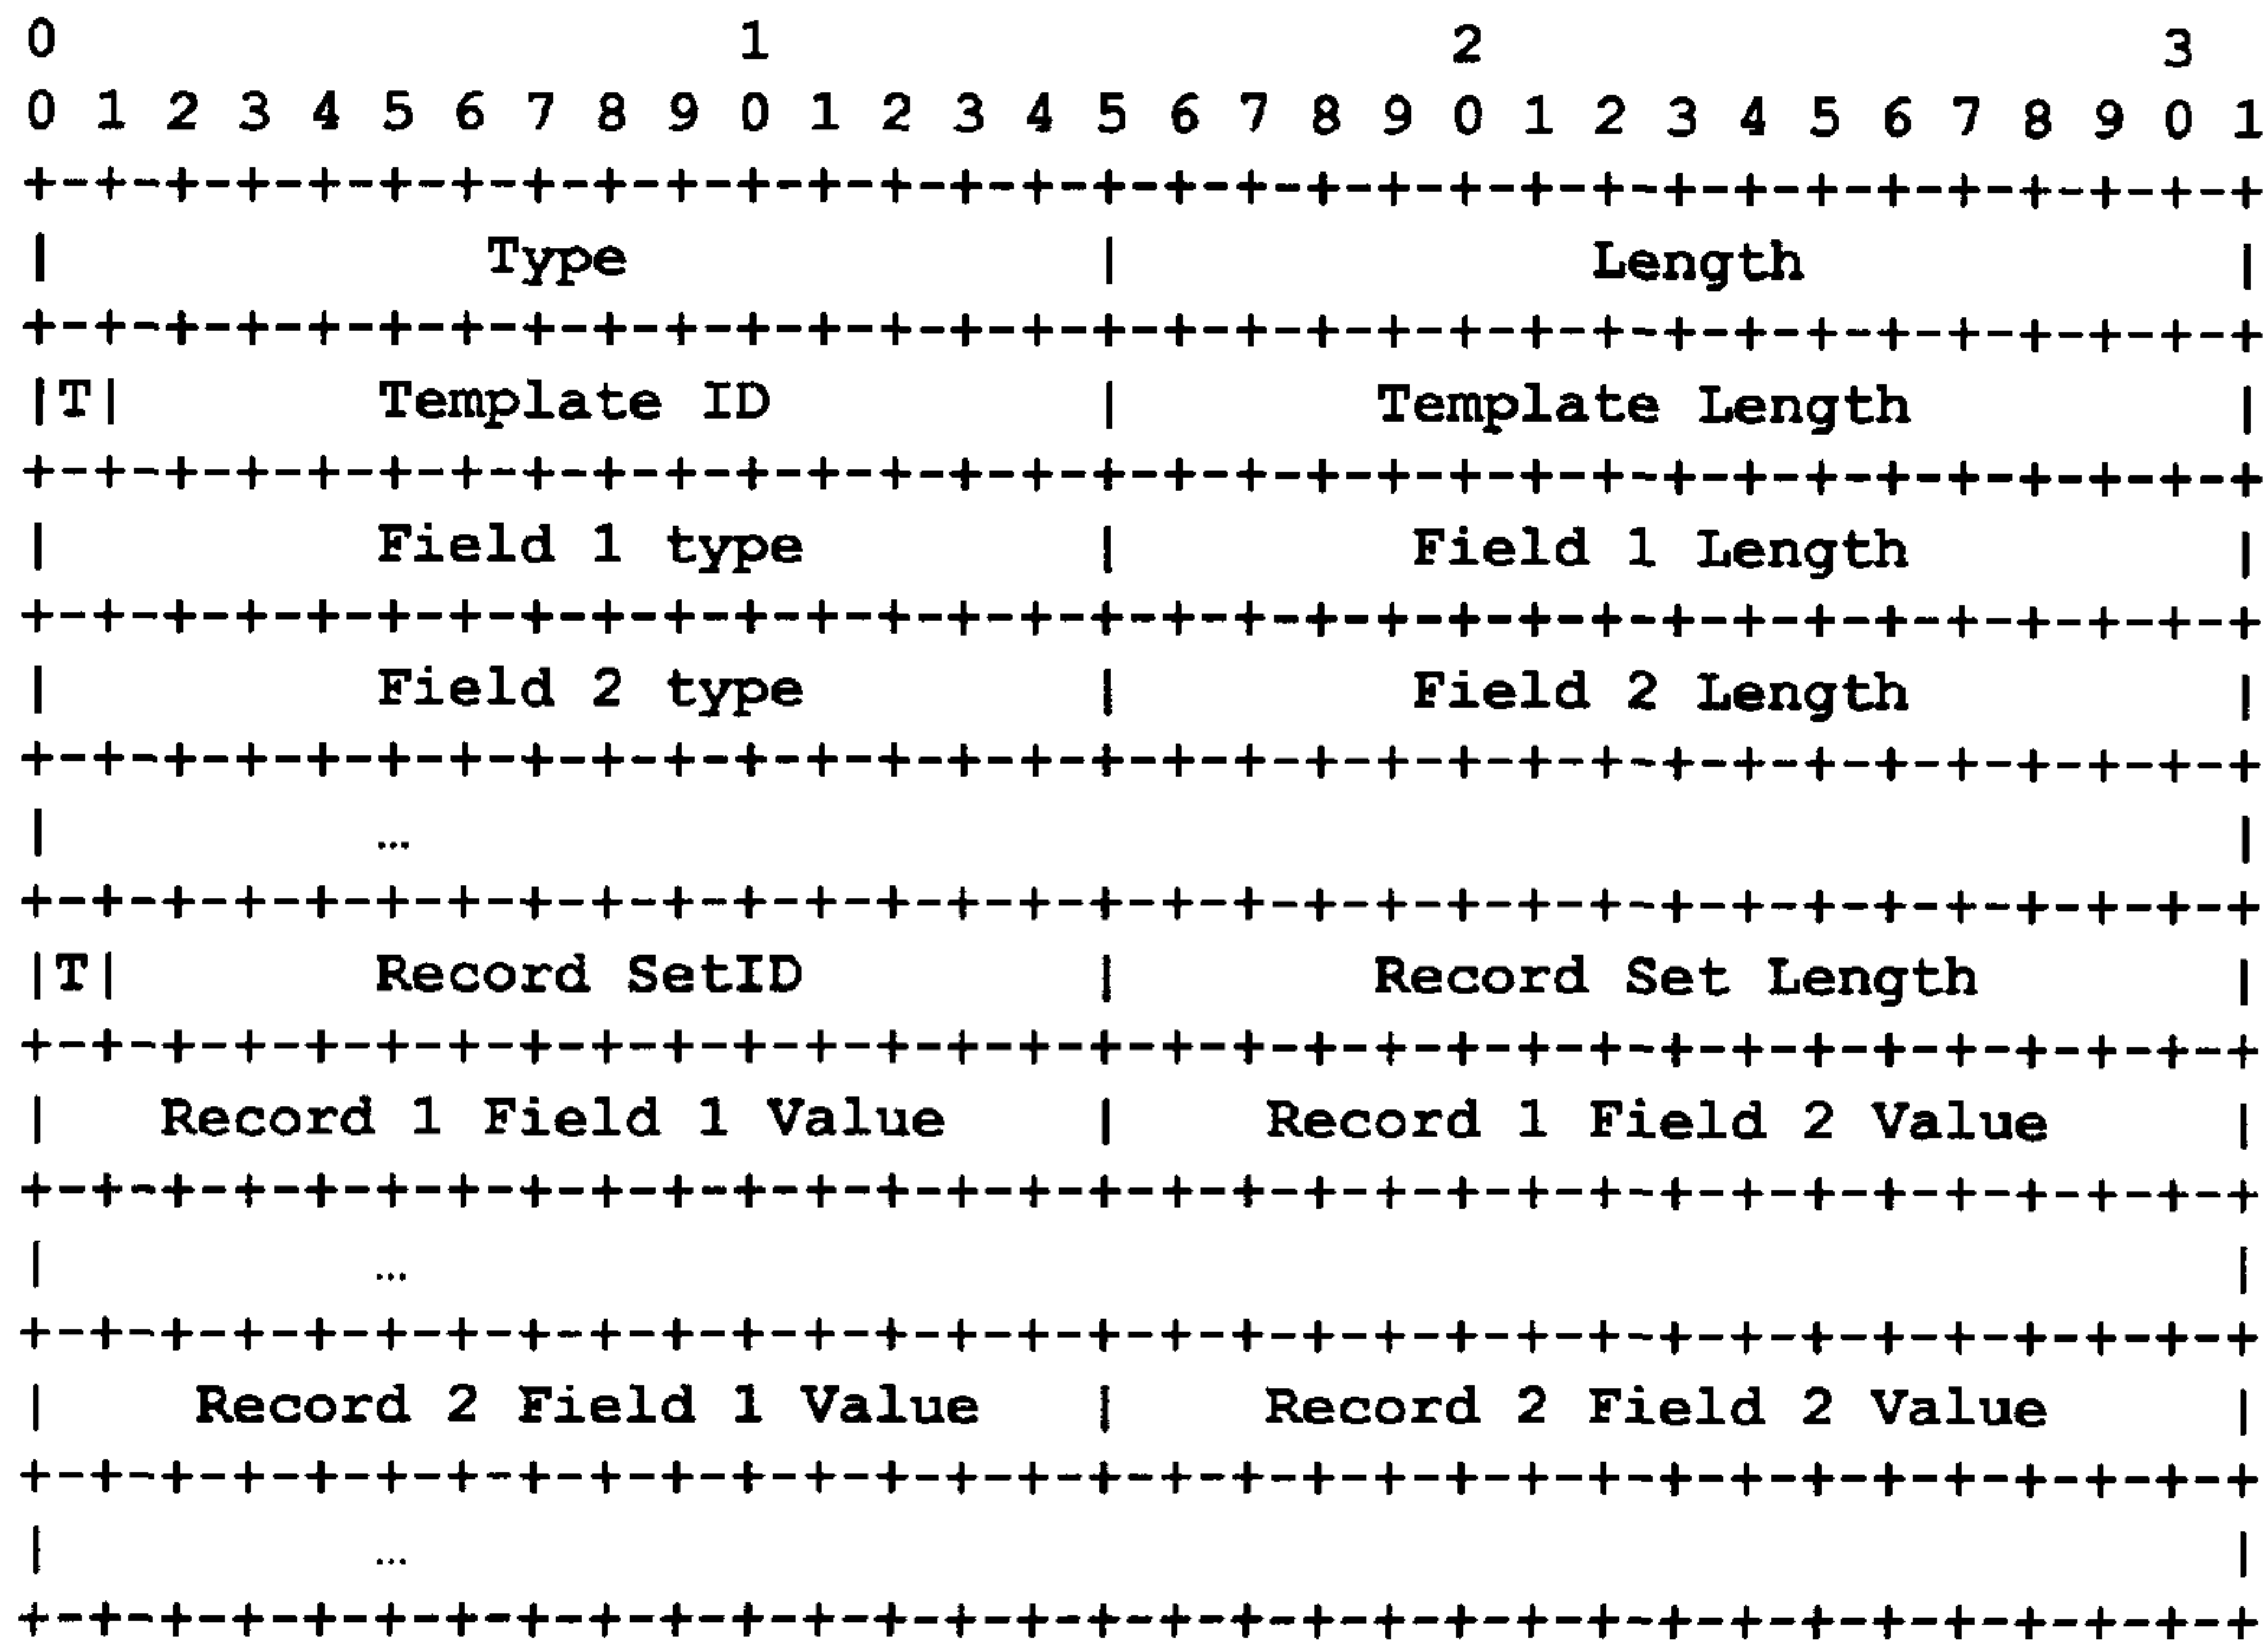 0                   1                   2                   3
0 1 2 3 4 5 6 7 8 9 0 1 2 3 4 5 6 7 8 9 0 1 2 3 4 5 6 7 8 9 0 1
+-+-+-+-+-+-+-+-+-+-+-+-+-+-+-+-+-+-+-+-+-+-+-+-+-+-+-+-+-+-+-+
|            Type             |             Length            |
+-+-+-+-+-+-+-+-+-+-+-+-+-+-+-+-+-+-+-+-+-+-+-+-+-+-+-+-+-+-+-+
|T|       Template ID         |       Template Length         |
+-+-+-+-+-+-+-+-+-+-+-+-+-+-+-+-+-+-+-+-+-+-+-+-+-+-+-+-+-+-+-+
|         Field 1 type        |        Field 1 Length         |
+-+-+-+-+-+-+-+-+-+-+-+-+-+-+-+-+-+-+-+-+-+-+-+-+-+-+-+-+-+-+-+
|         Field 2 type        |        Field 2 Length         |
+-+-+-+-+-+-+-+-+-+-+-+-+-+-+-+-+-+-+-+-+-+-+-+-+-+-+-+-+-+-+-+
|         …                                                   |
+-+-+-+-+-+-+-+-+-+-+-+-+-+-+-+-+-+-+-+-+-+-+-+-+-+-+-+-+-+-+-+
|T|       Record SetID        |       Record Set Length       |
+-+-+-+-+-+-+-+-+-+-+-+-+-+-+-+-+-+-+-+-+-+-+-+-+-+-+-+-+-+-+-+
|   Record 1 Field 1 Value    |    Record 1 Field 2 Value     |
+-+-+-+-+-+-+-+-+-+-+-+-+-+-+-+-+-+-+-+-+-+-+-+-+-+-+-+-+-+-+-+
|         …                                                   |
+-+-+-+-+-+-+-+-+-+-+-+-+-+-+-+-+-+-+-+-+-+-+-+-+-+-+-+-+-+-+-+
|    Record 2 Field 1 Value   |    Record 2 Field 2 Value     |
+-+-+-+-+-+-+-+-+-+-+-+-+-+-+-+-+-+-+-+-+-+-+-+-+-+-+-+-+-+-+-+
|         …                                                   |
+-+-+-+-+-+-+-+-+-+-+-+-+-+-+-+-+-+-+-+-+-+-+-+-+-+-+-+-+-+-+-+